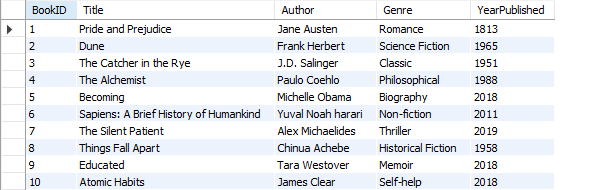 BookID Title Author Genre YearPublished
1 Pride and Prejudice Jane Austen Romance 1813
2 Dune Frank Herbert Science Fiction 1965
3 The Catcher in the Rye J.D. Salinger Classic 1951
4 The Alchemist Paulo Coehlo Philosophical 1988
5 Becoming Michelle Obama Biography 2018
6 Sapiens: A Brief History of Humankind Yuval Noah harari Non-fiction 2011
7 The Silent Patient Alex Michaelides Thriller 2019
8 Things Fall Apart Chinua Achebe Historical Fiction 1958
9 Educated Tara Westover Memoir 2018
10 Atomic Habits James Clear Self-help 2018